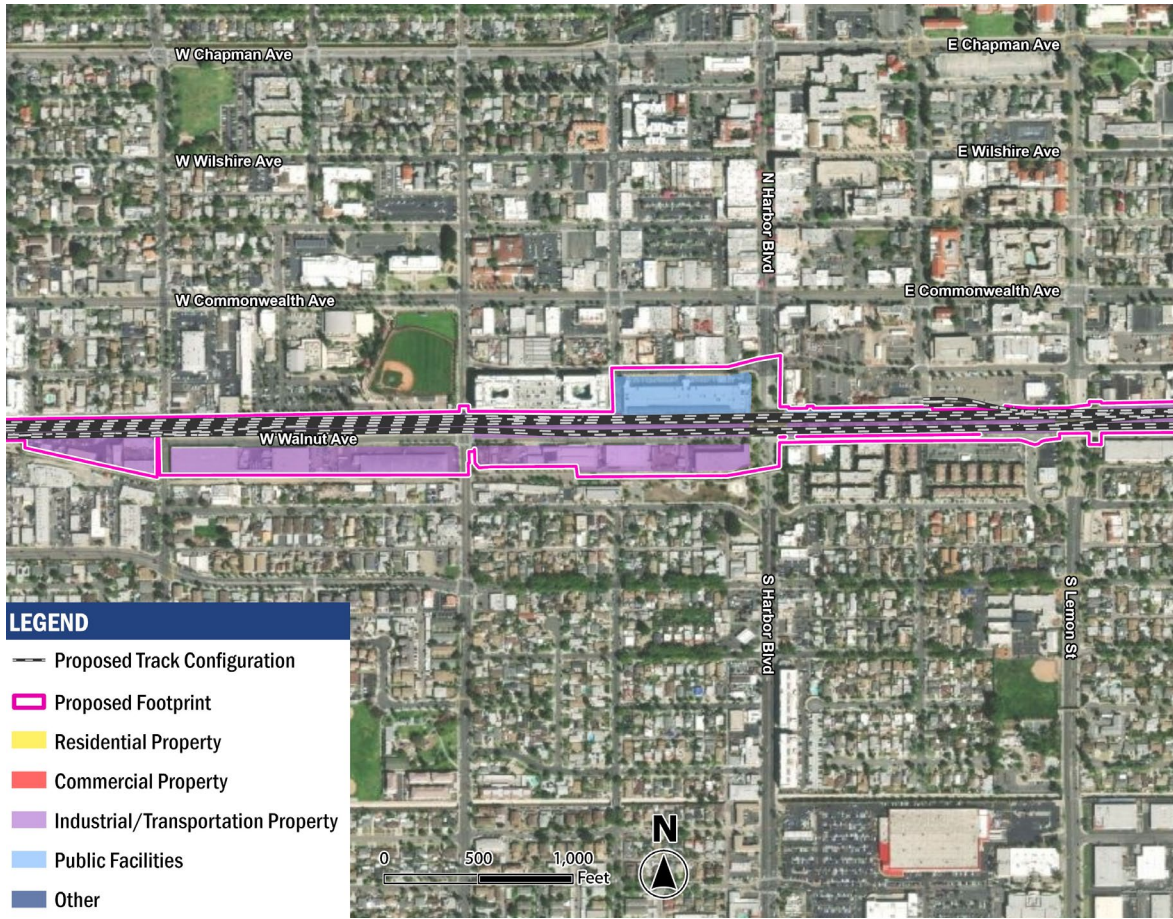 W Chapman Ave
E Chapman Ave
W Wilshire Ave
E Wilshire Ave
N Harbor Blvd
W Commonwealth Ave
E Commonwealth Ave
W Walnut Ave
S Harbor Blvd
S Lemon St
LEGEND
Proposed Track Configuration
Proposed Footprint
Residential Property
Commercial Property
Industrial/Transportation Property
Public Facilities
Other
0 500 1,000
Feet
N